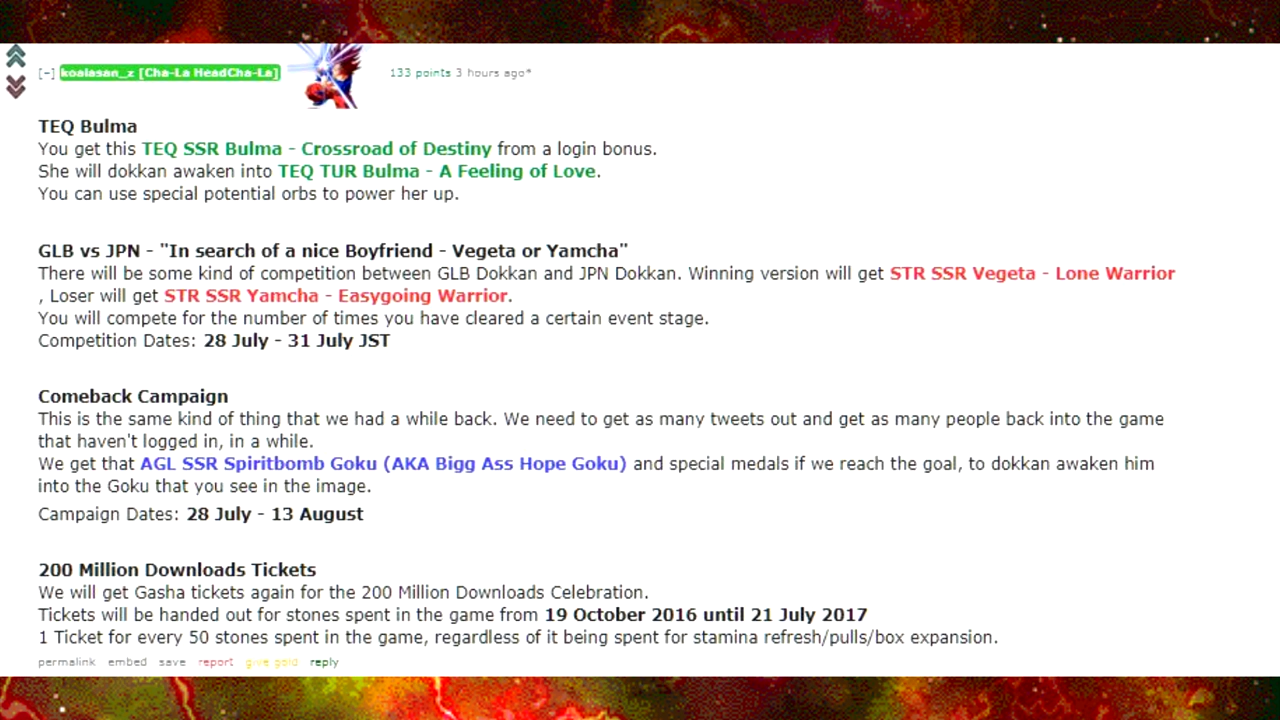 [-] koalasan_z [Cha-La HeadCha-La] 133 points 3 hours ago*
TEQ Bulma
You get this TEQ SSR Bulma - Crossroad of Destiny from a login bonus.
She will dokkan awaken into TEQ TUR Bulma - A Feeling of Love.
You can use special potential orbs to power her up.
GLB vs JPN - "In search of a nice Boyfriend - Vegeta or Yamcha"
There will be some kind of competition between GLB Dokkan and JPN Dokkan. Winning version will get STR SSR Vegeta - Lone Warrior
, Loser will get STR SSR Yamcha - Easygoing Warrior.
You will compete for the number of times you have cleared a certain event stage.
Competition Dates: 28 July - 31 July JST
Comeback Campaign
This is the same kind of thing that we had a while back. We need to get as many tweets out and get as many people back into the game
that haven't logged in, in a while.
We get that AGL SSR Spiritbomb Goku (AKA Bigg Ass Hope Goku) and special medals if we reach the goal, to dokkan awaken him
into the Goku that you see in the image.
Campaign Dates: 28 July - 13 August
200 Million Downloads Tickets
We will get Gasha tickets again for the 200 Million Downloads Celebration.
Tickets will be handed out for stones spent in the game from 19 October 2016 until 21 July 2017
1 Ticket for every 50 stones spent in the game, regardless of it being spent for stamina refresh/pulls/box expansion.
permalink embed save report give gold reply